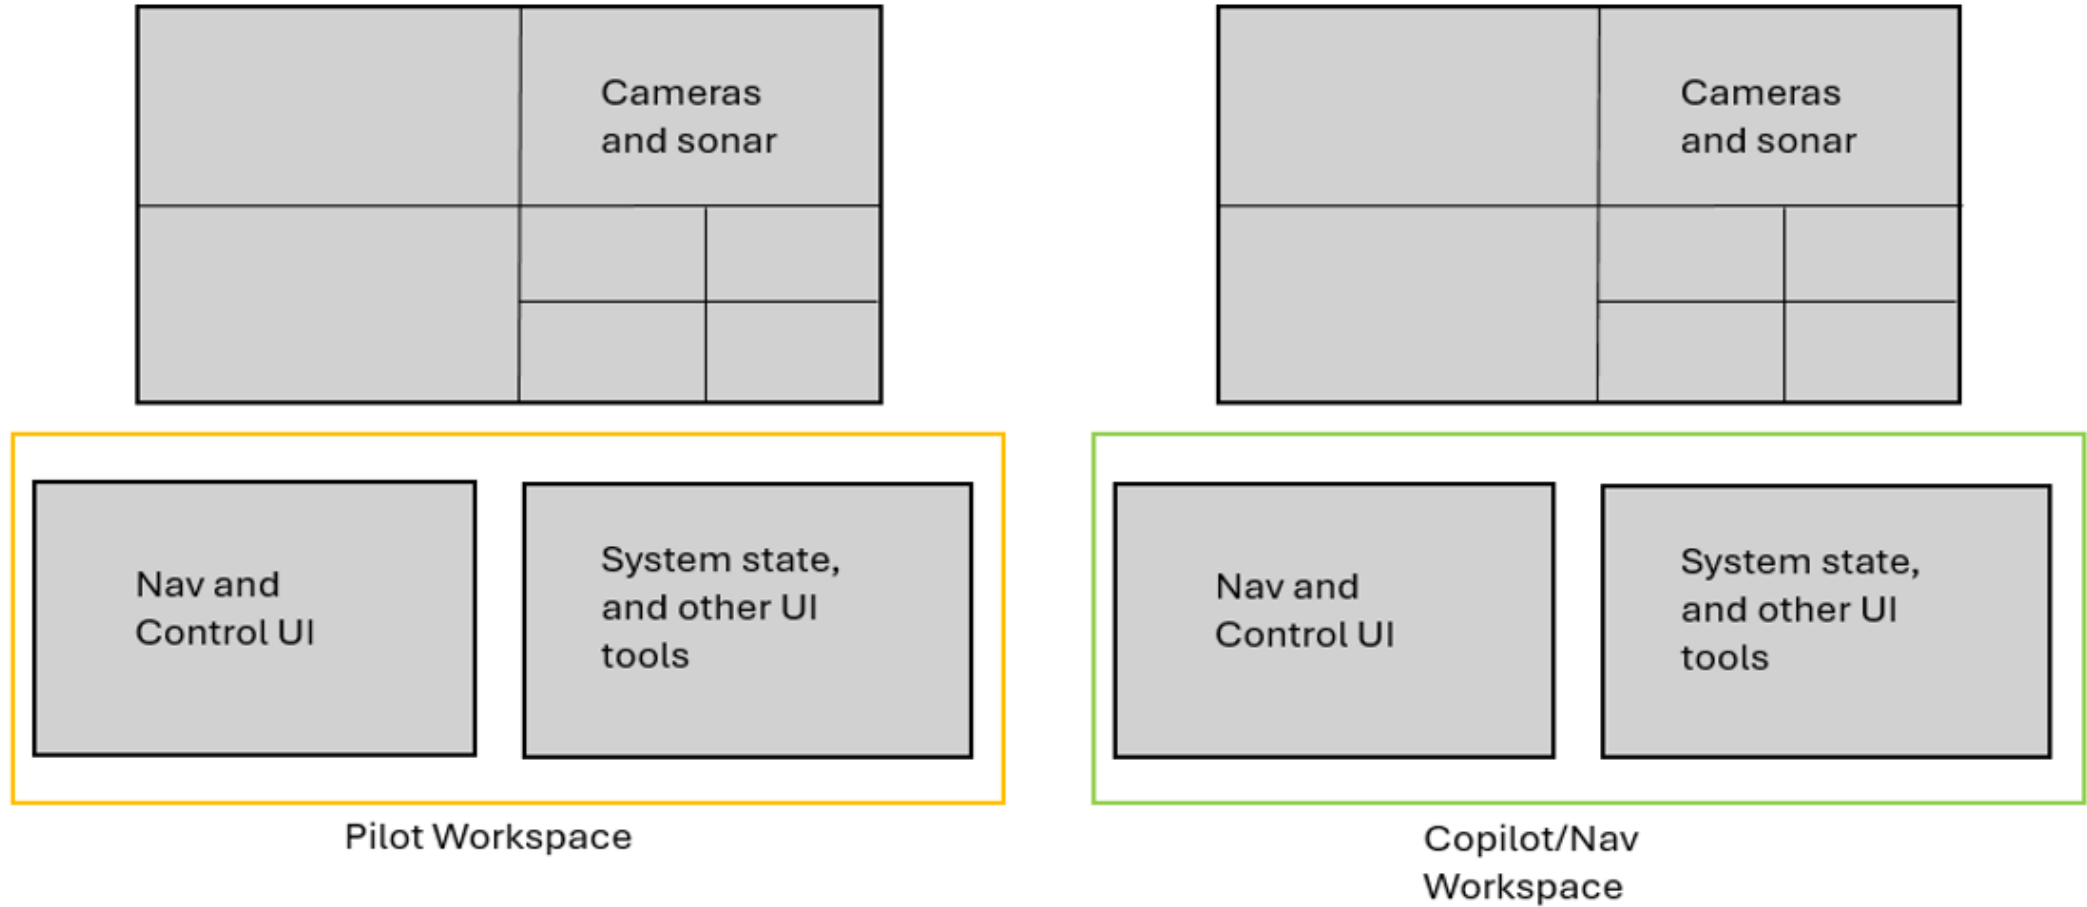 Cameras
and sonar
Cameras
and sonar
Nav and
Control UI
System state,
and other UI
tools
Nav and
Control UI
System state,
and other UI
tools
Pilot Workspace
Copilot/Nav
Workspace